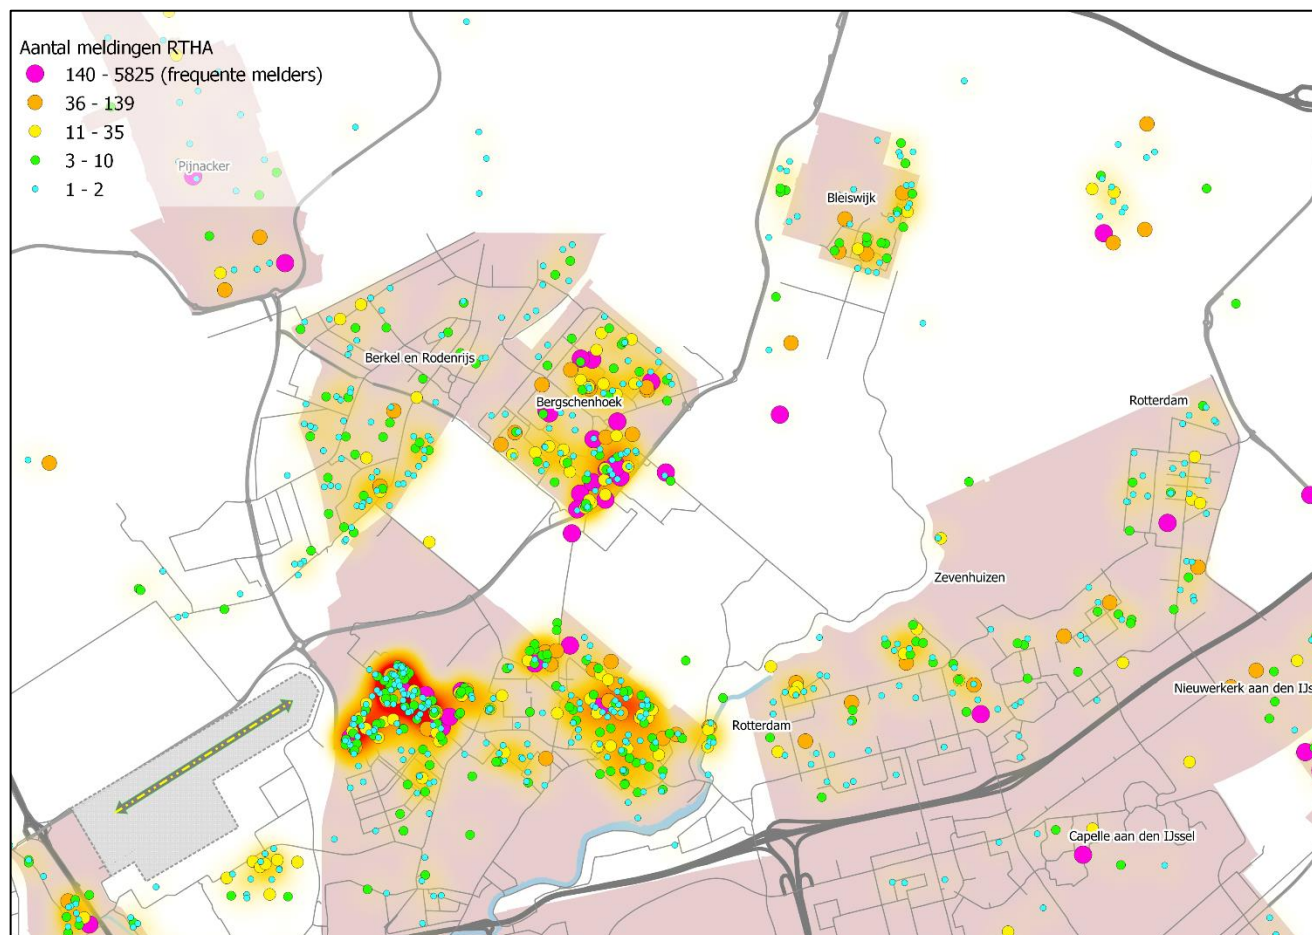 Aantal meldingen RTHA
140 - 5825 (frequente melders)
36 - 139
11 - 35
3 - 10
1 - 2
Pijnacker
Bleiswijk
Berkel en Rodenrijs
Bergschenhoek
Rotterdam
Zevenhuizen
Nieuwerkerk aan den IJs
Rotterdam
Capelle aan den IJssel